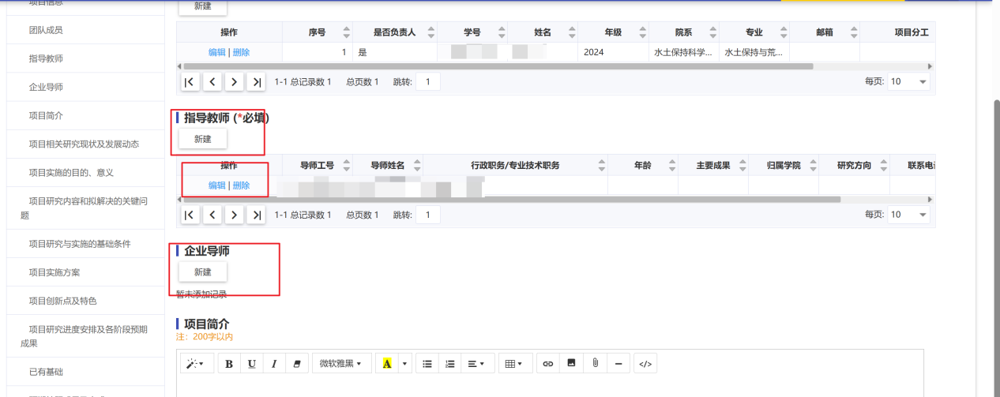 项目信息
团队成员
指导教师
企业导师
项目简介
项目相关研究现状及发展动态
项目实施的目的、意义
项目研究内容和拟解决的关键问
题
项目研究与实施的基础条件
项目实施方案
项目创新点及特色
项目研究进度安排及各阶段预期
成果
已有基础
新建
操作 序号 是否负责人 学号 姓名 年级 院系 专业 邮箱 项目分工
编辑 | 删除 1 是 2024 水土保持科学... 水土保持与荒...
1-1 总记录数 1 总页数 1 跳转: 1 每页: 10
指导教师 (*必填)
新建
操作 导师工号 导师姓名 行政职务/专业技术职务 年龄 主要成果 归属学院 研究方向 联系电
编辑 | 删除
1-1 总记录数 1 总页数 1 跳转: 1 每页: 10
企业导师
新建
暂未添加记录
项目简介
注：200字以内
B U I 微软雅黑 A </>